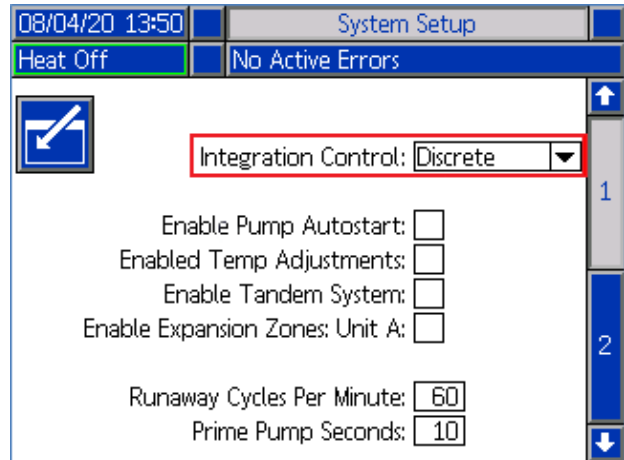 08/04/20 13:50 System Setup
Heat Off No Active Errors
Integration Control: Discrete
1
Enable Pump Autostart:
Enabled Temp Adjustments:
Enable Tandem System:
Enable Expansion Zones: Unit A:
2
Runaway Cycles Per Minute: 60
Prime Pump Seconds: 10